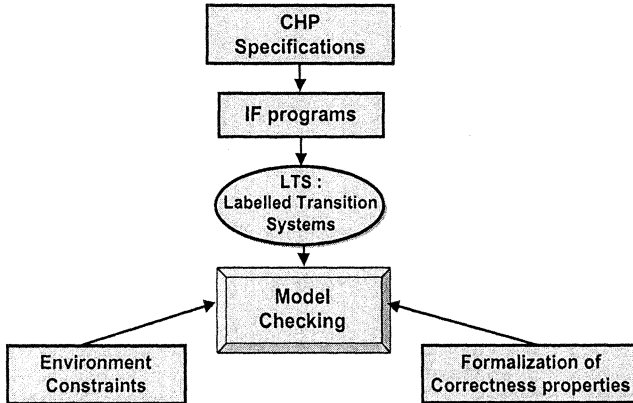 CHP
Specifications
IF programs
LTS :
Labelled Transition
Systems
Model
Checking
Environment
Constraints
Formalization of
Correctness properties